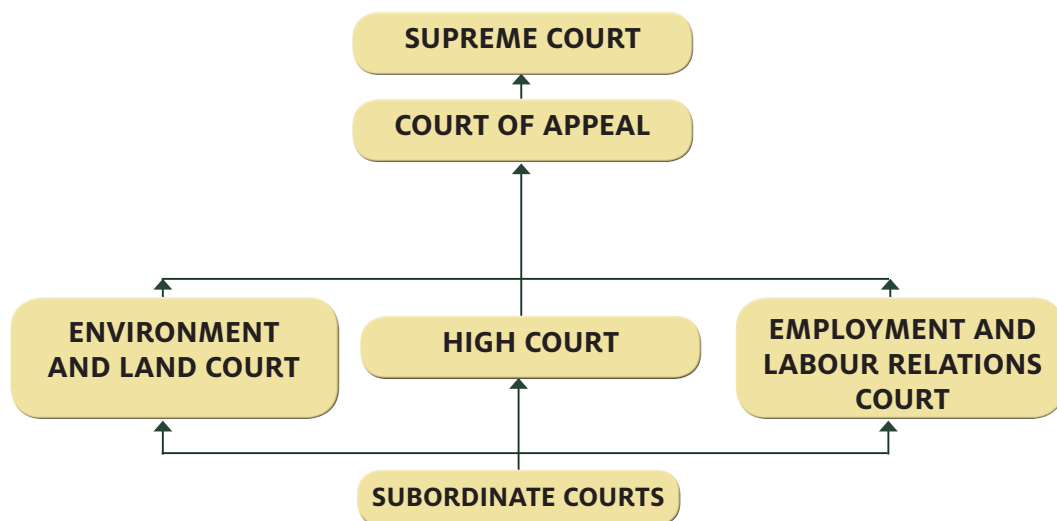 SUPREME COURT
COURT OF APPEAL
ENVIRONMENT
AND LAND COURT
HIGH COURT
EMPLOYMENT AND
LABOUR RELATIONS
COURT
SUBORDINATE COURTS